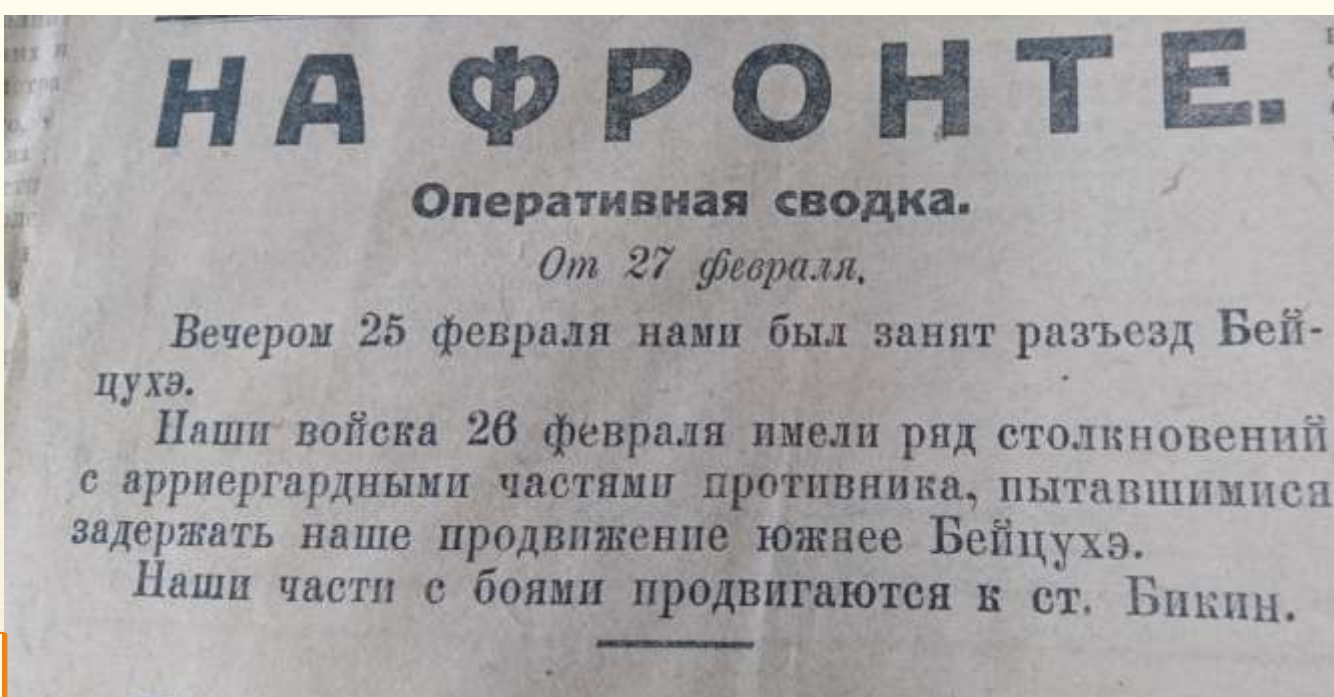 НА ФРОНТЕ.
Оперативная сводка.
От 27 февраля.
Вечером 25 февраля нами был занят разъезд Бей-
цухэ.
Наши войска 26 февраля имели ряд столкновений
с арриергардными частями противника, пытавшимися
задержать наше продвижение южнее Бейцухэ.
Наши части с боями продвигаются к ст. Бикин.